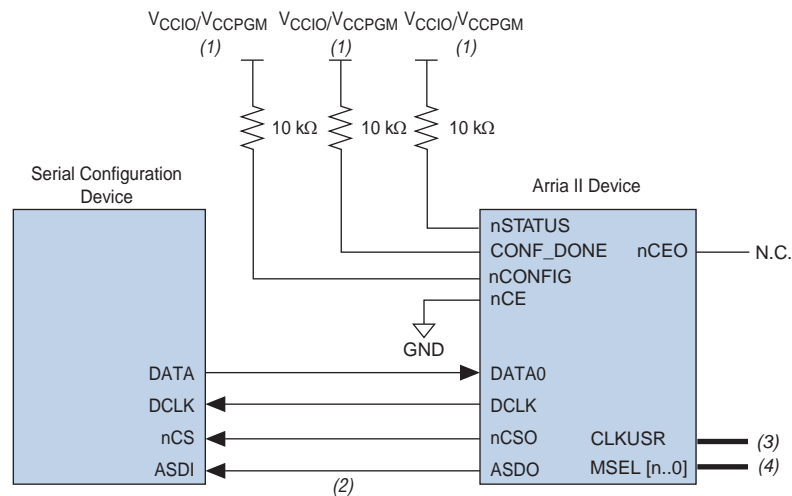 VCCIO/VCCPGM VCCIO/VCCPGM VCCIO/VCCPGM
(1) (1) (1)
10 kΩ 10 kΩ 10 kΩ
Serial Configuration
Device
Arria II Device
nSTATUS
CONF_DONE nCEO N.C.
nCONFIG
nCE
GND
DATA DATA0
DCLK DCLK
nCS nCSO CLKUSR (3)
ASDI (2) ASDO MSEL [n..0] (4)